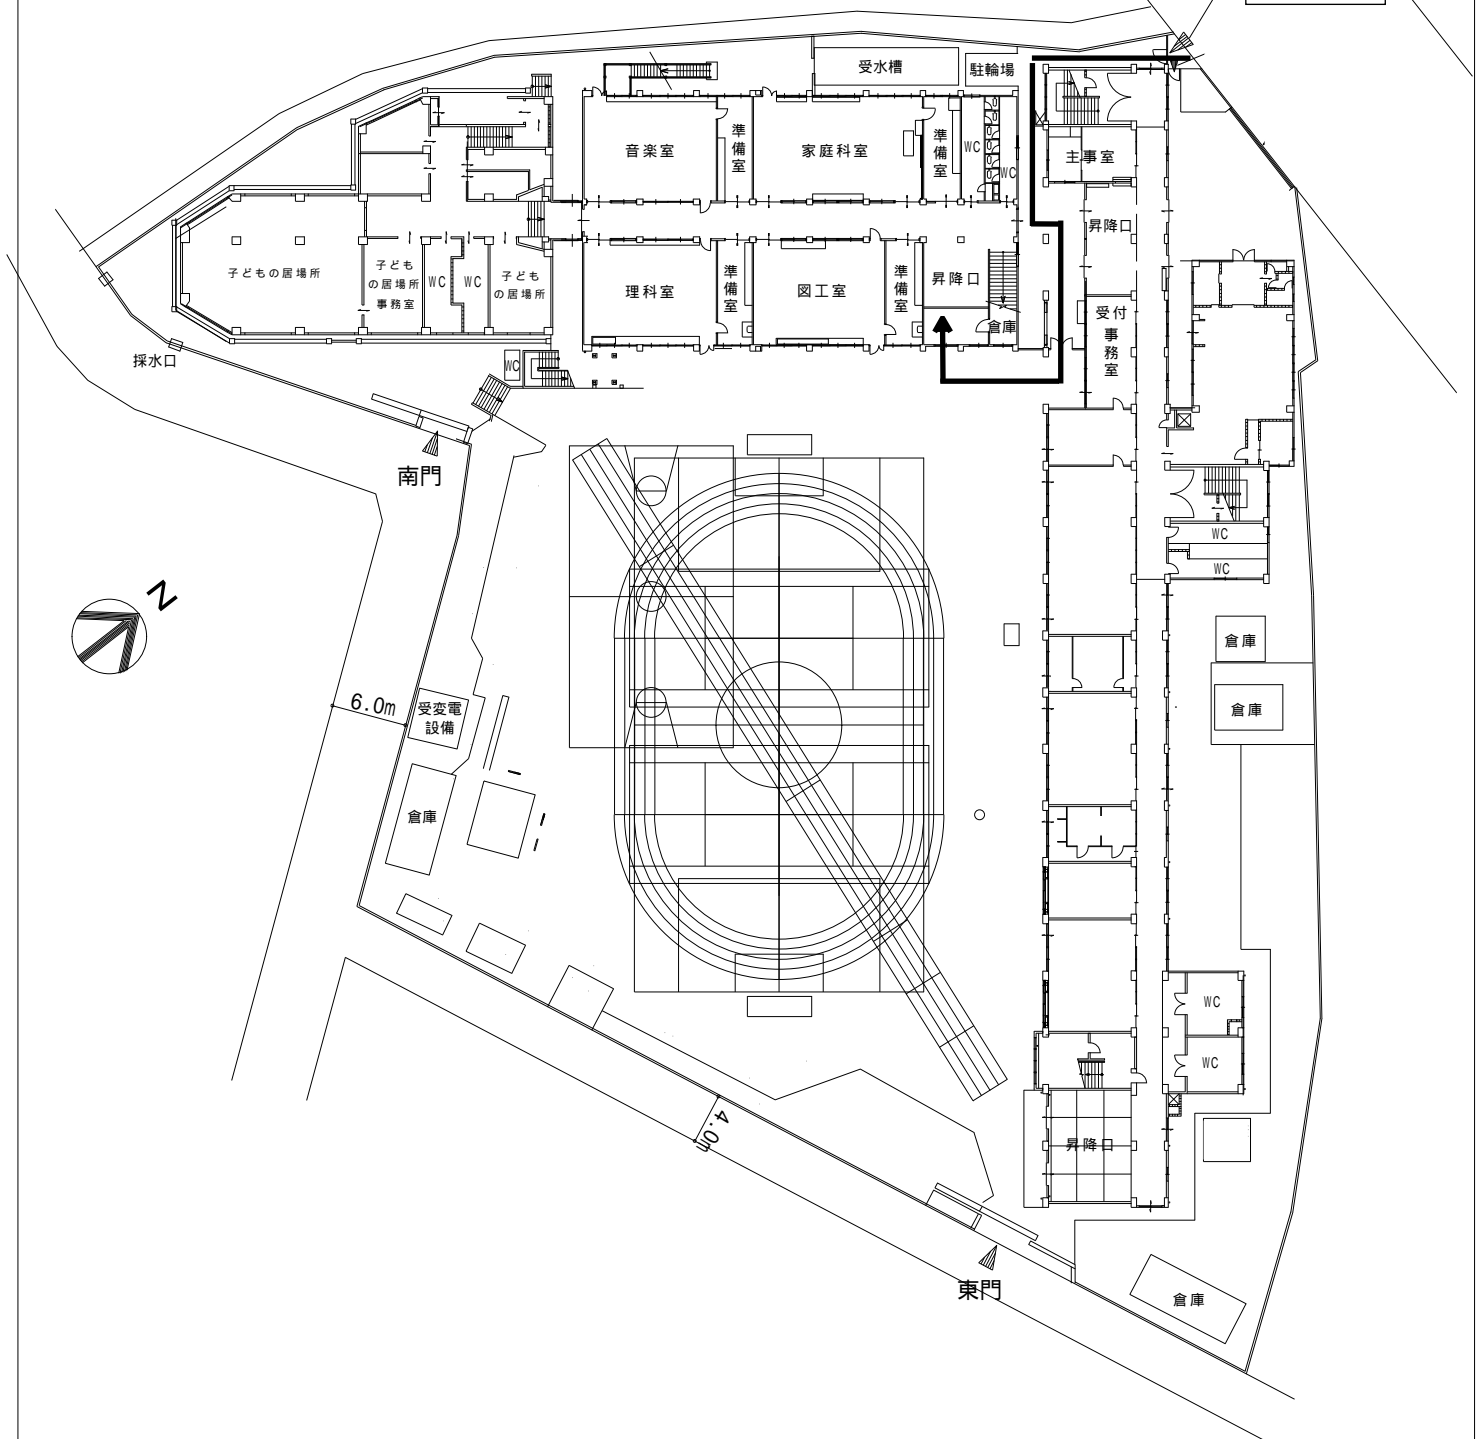 受水槽
駐輪場
音楽室
準備室
家庭科室
準備室
WC
WC
主事室
昇降口
子どもの居場所
子ども
の居場所
事務室
WC
WC
子ども
の居場所
理科室
準備室
図工室
準備室
昇降口
倉庫
受付
事務室
採水口
WC
南門
WC
WC
N
倉庫
6.0m
受変電
設備
倉庫
倉庫
WC
WC
4.0m
昇降口
東門
倉庫